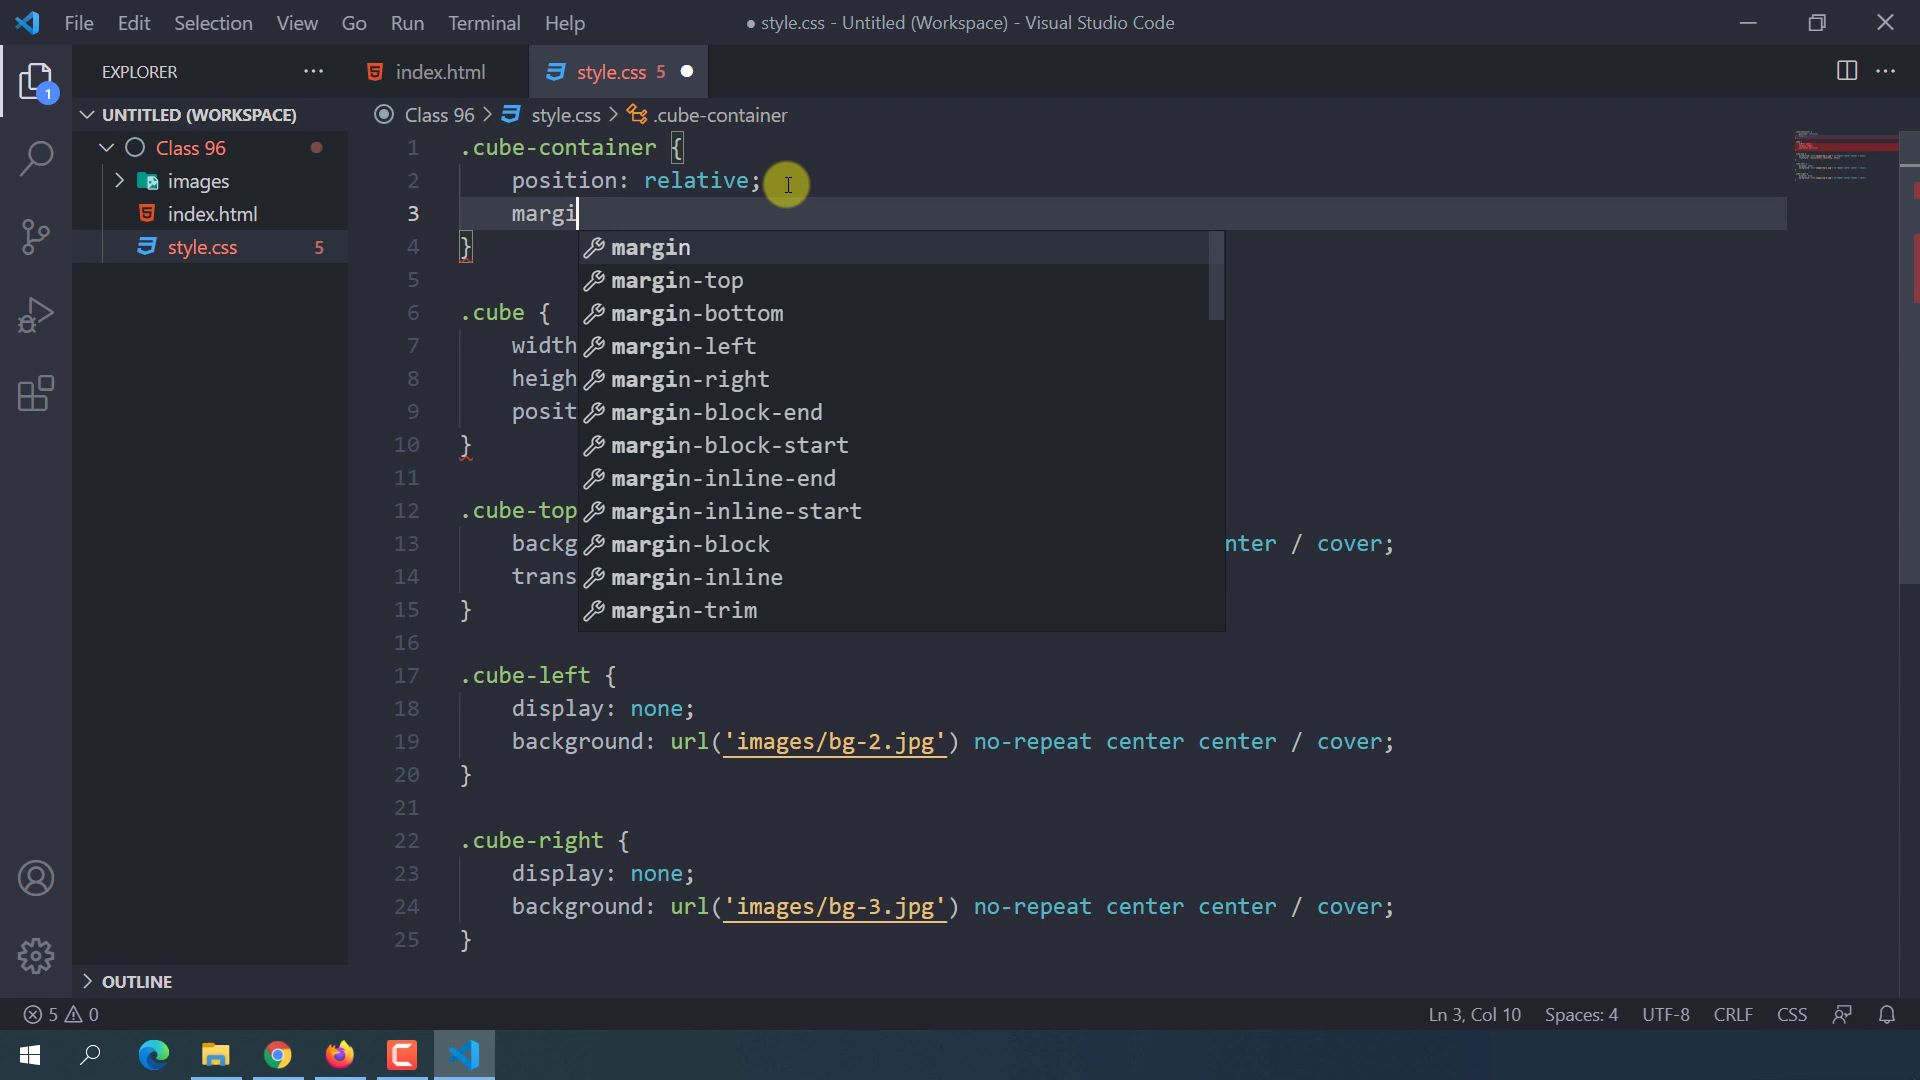 File Edit Selection View Go Run Terminal Help ● style.css - Untitled (Workspace) - Visual Studio Code
EXPLORER ··· index.html style.css 5 ● ···
1
UNTITLED (WORKSPACE) Class 96 > style.css > .cube-container
Class 96
images
index.html
style.css 5
1 .cube-container {
2 position: relative;
3 margi
4 }
5
6 .cube {
7 width
8 heigh
9 posit
10 }
11
12 .cube-top
13 backg nter / cover;
14 trans
15 }
16
17 .cube-left {
18 display: none;
19 background: url('images/bg-2.jpg') no-repeat center center / cover;
20 }
21
22 .cube-right {
23 display: none;
24 background: url('images/bg-3.jpg') no-repeat center center / cover;
25 }
margin
margin-top
margin-bottom
margin-left
margin-right
margin-block-end
margin-block-start
margin-inline-end
margin-inline-start
margin-block
margin-inline
margin-trim
OUTLINE
5 0 Ln 3, Col 10 Spaces: 4 UTF-8 CRLF CSS